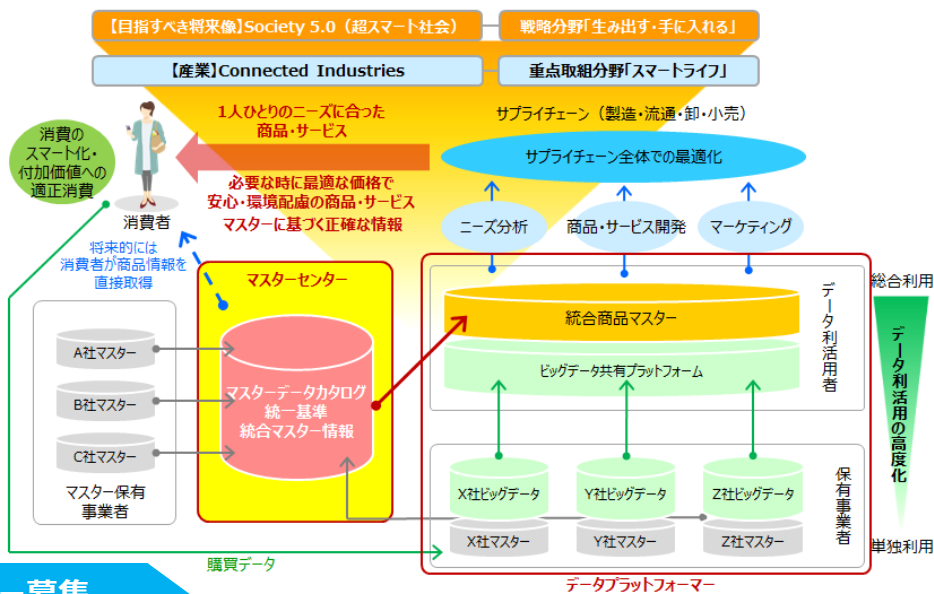 【目指すべき将来像】Society 5.0（超スマート社会）
戦略分野「生み出す・手に入れる」
【産業】Connected Industries
重点取組分野「スマートライフ」
1人ひとりのニーズに合った
商品・サービス
サプライチェーン（製造・流通・卸・小売）
消費の
スマート化・
付加価値への
適正消費
サプライチェーン全体での最適化
必要な時に最適な価格で
安心・環境配慮の商品・サービス
マスターに基づく正確な情報
消費者
ニーズ分析
商品・サービス開発
マーケティング
将来的には
消費者が商品情報を
直接取得
マスターセンター
A社マスター
B社マスター
C社マスター
マスター保有
事業者
マスターデータカタログ
統一基準
統合マスター情報
統合商品マスター
ビッグデータ共有プラットフォーム
データ利活用者
総合利用
データ利活用の高度化
単独利用
X社ビッグデータ
Y社ビッグデータ
Z社ビッグデータ
X社マスター
Y社マスター
Z社マスター
保有事業者
購買データ
データプラットフォーマー